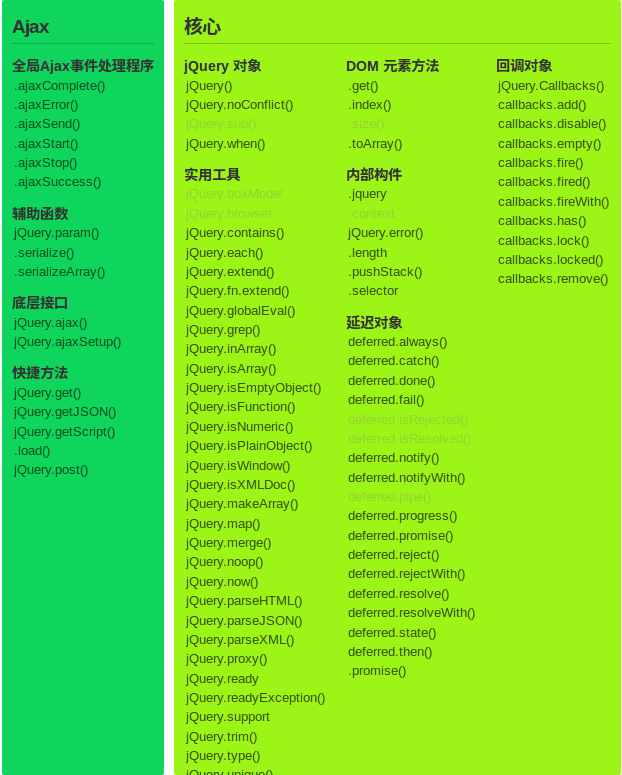 Ajax
全局Ajax事件处理程序
.ajaxComplete()
.ajaxError()
.ajaxSend()
.ajaxStart()
.ajaxStop()
.ajaxSuccess()
辅助函数
jQuery.param()
.serialize()
.serializeArray()
底层接口
jQuery.ajax()
jQuery.ajaxSetup()
快捷方法
jQuery.get()
jQuery.getJSON()
jQuery.getScript()
.load()
jQuery.post()
核心
jQuery 对象
jQuery()
jQuery.noConflict()
jQuery.sub()
jQuery.when()
实用工具
jQuery.boxModel
jQuery.browser
jQuery.contains()
jQuery.each()
jQuery.extend()
jQuery.fn.extend()
jQuery.globalEval()
jQuery.grep()
jQuery.inArray()
jQuery.isArray()
jQuery.isEmptyObject()
jQuery.isFunction()
jQuery.isNumeric()
jQuery.isPlainObject()
jQuery.isWindow()
jQuery.isXMLDoc()
jQuery.makeArray()
jQuery.map()
jQuery.merge()
jQuery.noop()
jQuery.now()
jQuery.parseHTML()
jQuery.parseJSON()
jQuery.parseXML()
jQuery.proxy()
jQuery.ready
jQuery.readyException()
jQuery.support
jQuery.trim()
jQuery.type()
jQuery.unique()
DOM 元素方法
.get()
.index()
.size()
.toArray()
内部构件
.jquery
.context
jQuery.error()
.length
.pushStack()
.selector
延迟对象
deferred.always()
deferred.catch()
deferred.done()
deferred.fail()
deferred.isRejected()
deferred.isResolved()
deferred.notify()
deferred.notifyWith()
deferred.pipe()
deferred.progress()
deferred.promise()
deferred.reject()
deferred.rejectWith()
deferred.resolve()
deferred.resolveWith()
deferred.state()
deferred.then()
.promise()
回调对象
jQuery.Callbacks()
callbacks.add()
callbacks.disable()
callbacks.empty()
callbacks.fire()
callbacks.fired()
callbacks.fireWith()
callbacks.has()
callbacks.lock()
callbacks.locked()
callbacks.remove()